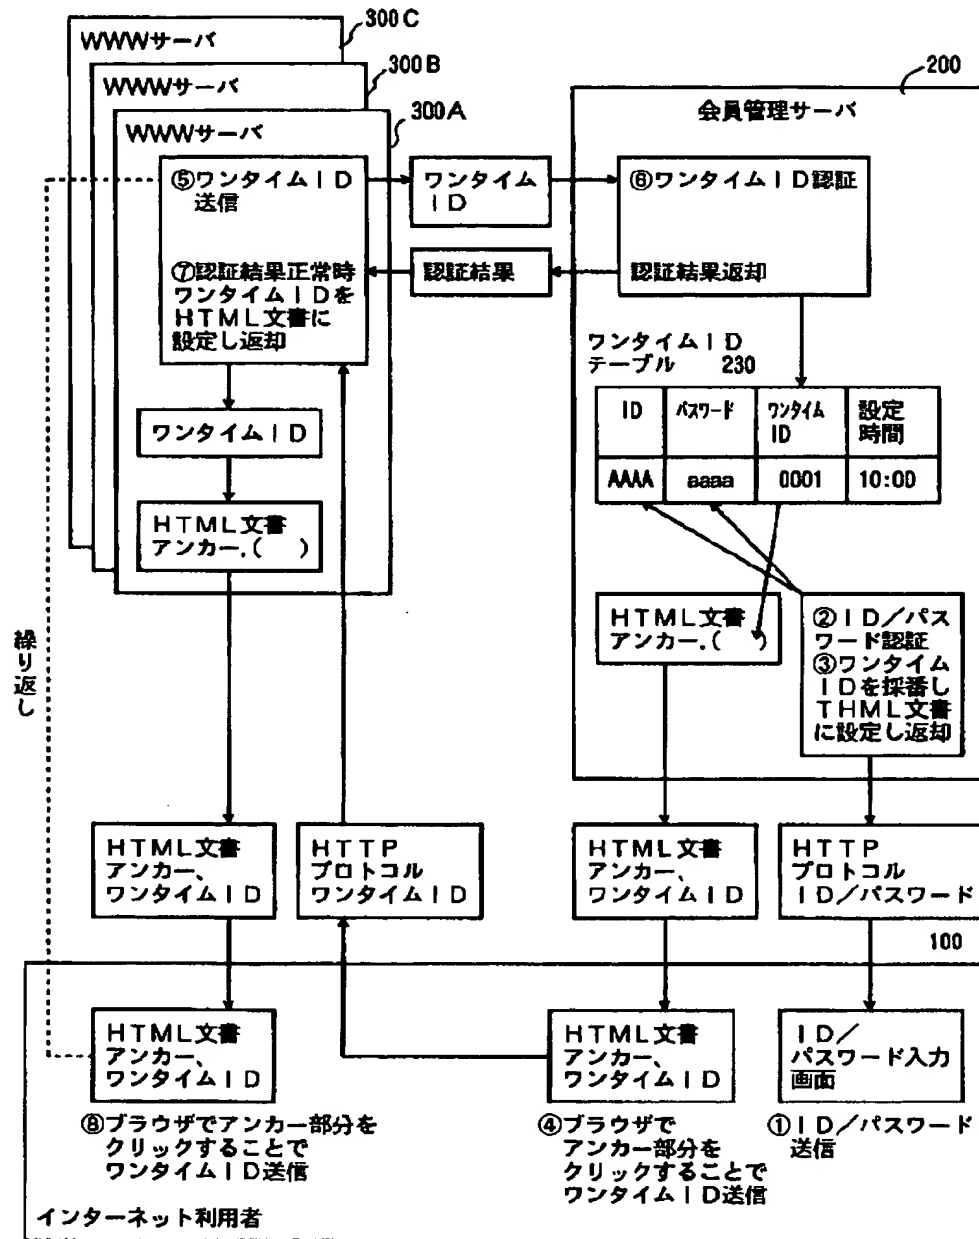 300C
WWWサーバ
300B
WWWサーバ
300A
WWWサーバ
⑤ワンタイムID
送信
⑦認証結果正常時
ワンタイムIDを
HTML文書に
設定し返却
ワンタイム
ID
認証結果
ワンタイムID
HTML文書
アンカー.(　)
200
会員管理サーバ
⑥ワンタイムID認証
認証結果返却
ワンタイムID
テーブル 230
ID パスワード ワンタイム
ID 設定
時間
AAAA aaaa 0001 10:00
HTML文書
アンカー.(　)
②ID/パス
ワード認証
③ワンタイム
IDを採番し
THML文書
に設定し返却
繰り返し
HTML文書
アンカー、
ワンタイムID
HTTP
プロトコル
ワンタイムID
HTML文書
アンカー、
ワンタイムID
HTTP
プロトコル
ID/パスワード
100
HTML文書
アンカー、
ワンタイムID
HTML文書
アンカー、
ワンタイムID
ID/
パスワード入力
画面
⑧ブラウザでアンカー部分を
クリックすることで
ワンタイムID送信
④ブラウザで
アンカー部分を
クリックすることで
ワンタイムID送信
①ID/パスワード
送信
インターネット利用者